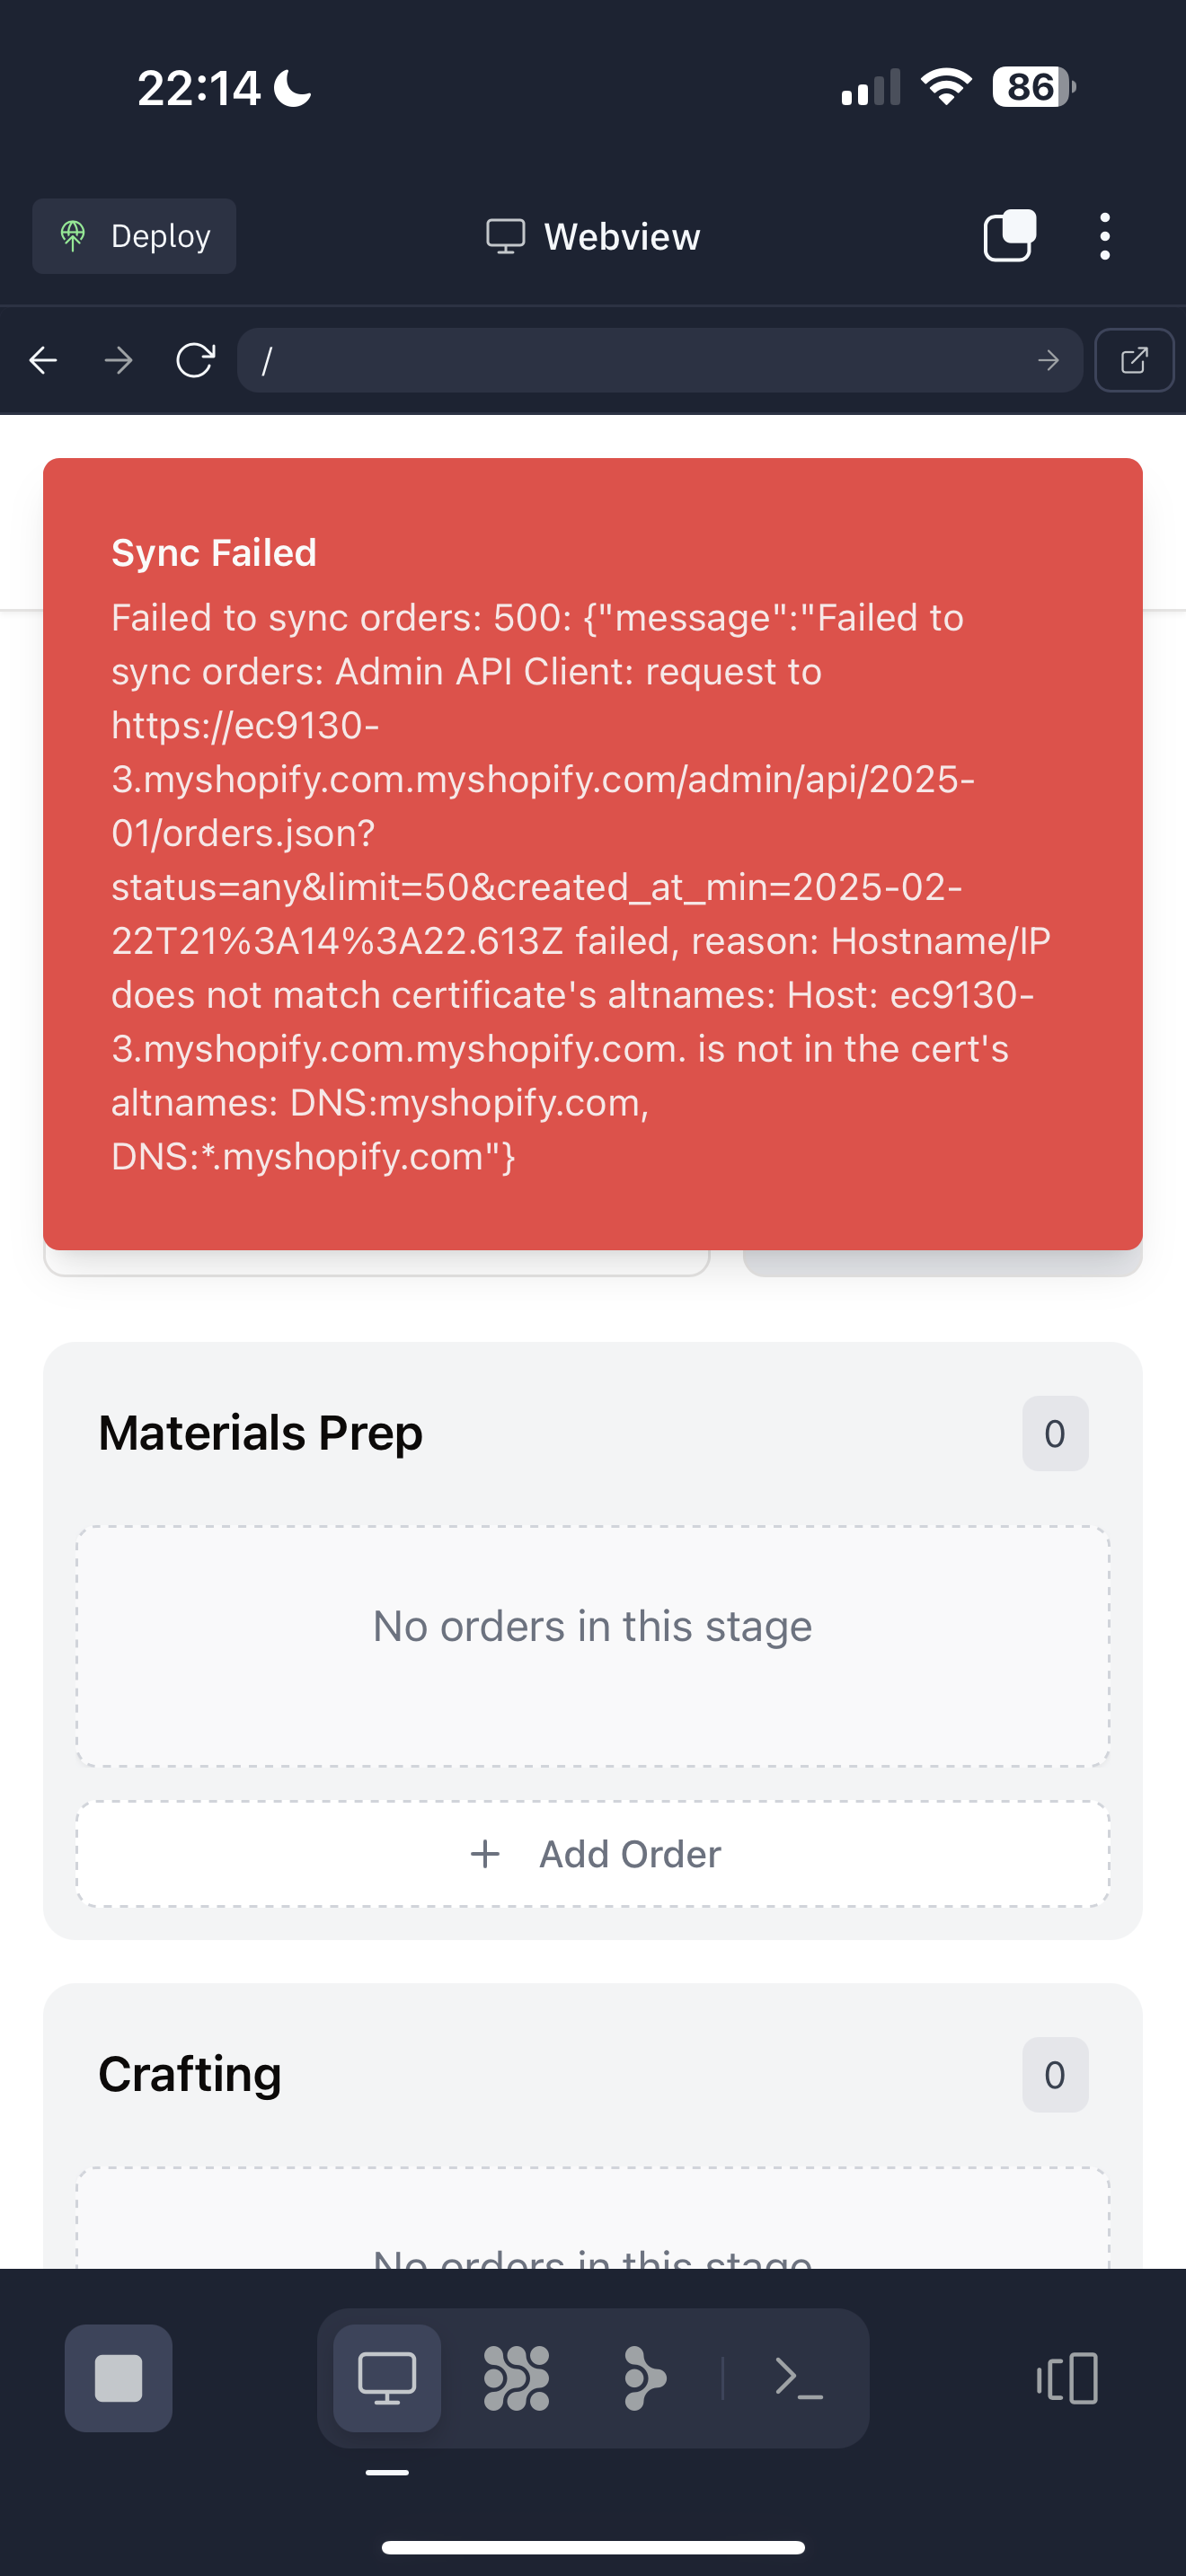 22:14
86
Deploy
Webview
/
Sync Failed
Failed to sync orders: 500: {"message":"Failed to
sync orders: Admin API Client: request to
https://ec9130-
3.myshopify.com.myshopify.com/admin/api/2025-
01/orders.json?
status=any&limit=50&created_at_min=2025-02-
22T21%3A14%3A22.613Z failed, reason: Hostname/IP
does not match certificate's altnames: Host: ec9130-
3.myshopify.com.myshopify.com. is not in the cert's
altnames: DNS:myshopify.com,
DNS:*.myshopify.com"}
Materials Prep
0
No orders in this stage
+ Add Order
Crafting
0
No orders in this stage